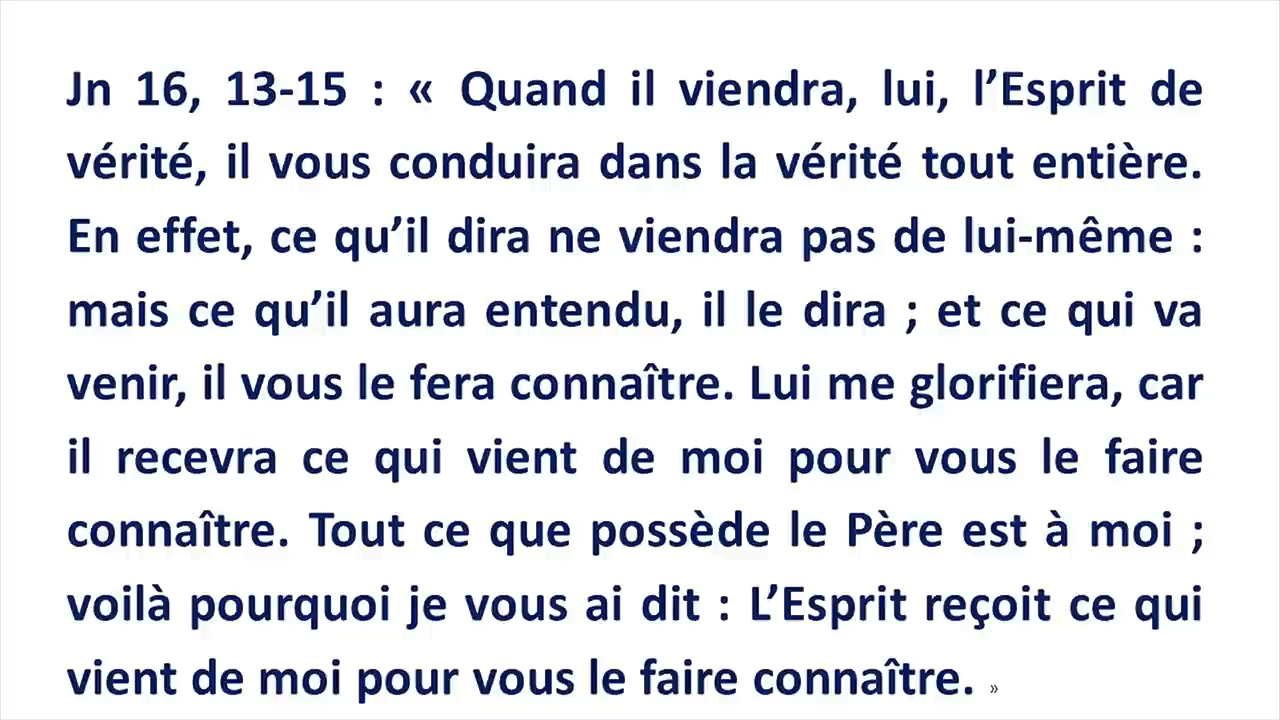 Jn 16, 13-15 : « Quand il viendra, lui, l’Esprit de
vérité, il vous conduira dans la vérité tout entière.
En effet, ce qu’il dira ne viendra pas de lui-même :
mais ce qu’il aura entendu, il le dira ; et ce qui va
venir, il vous le fera connaître. Lui me glorifiera, car
il recevra ce qui vient de moi pour vous le faire
connaître. Tout ce que possède le Père est à moi ;
voilà pourquoi je vous ai dit : L’Esprit reçoit ce qui
vient de moi pour vous le faire connaître. »